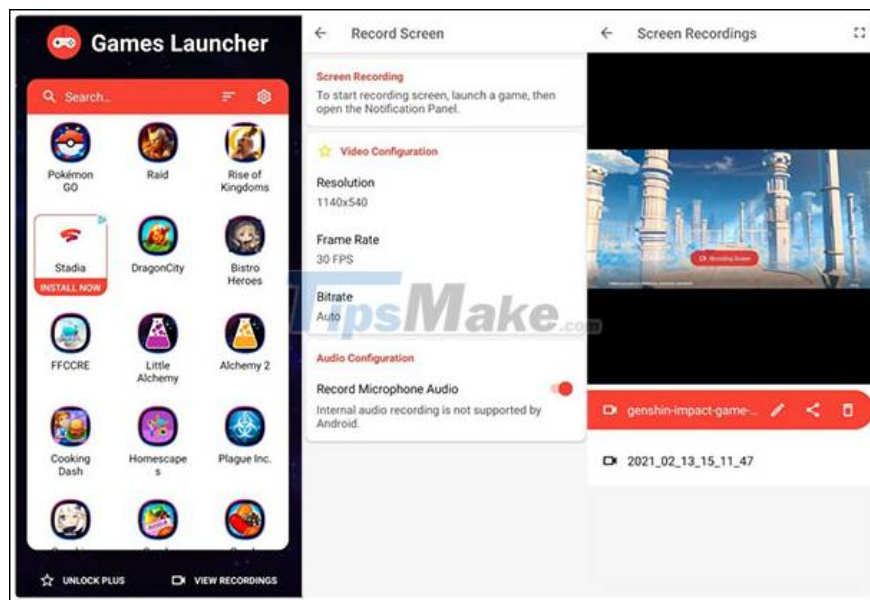 Games Launcher
Search...
Pokémon
GO
Raid
Rise of
Kingdoms
Stadia
INSTALL NOW
DragonCity
Bistro
Heroes
FFCCRE
Little
Alchemy
Alchemy 2
Cooking
Dash
Homescape
s
Plague Inc.
UNLOCK PLUS
VIEW RECORDINGS
Record Screen
Screen Recording
To start recording screen, launch a game, then
open the Notification Panel.
Video Configuration
Resolution
1140x540
Frame Rate
30 FPS
Bitrate
Auto
Audio Configuration
Record Microphone Audio
Internal audio recording is not supported by
Android.
Screen Recordings
Recording Screen
genshin-impact-game-...
2021_02_13_15_11_47
TipsMake.com